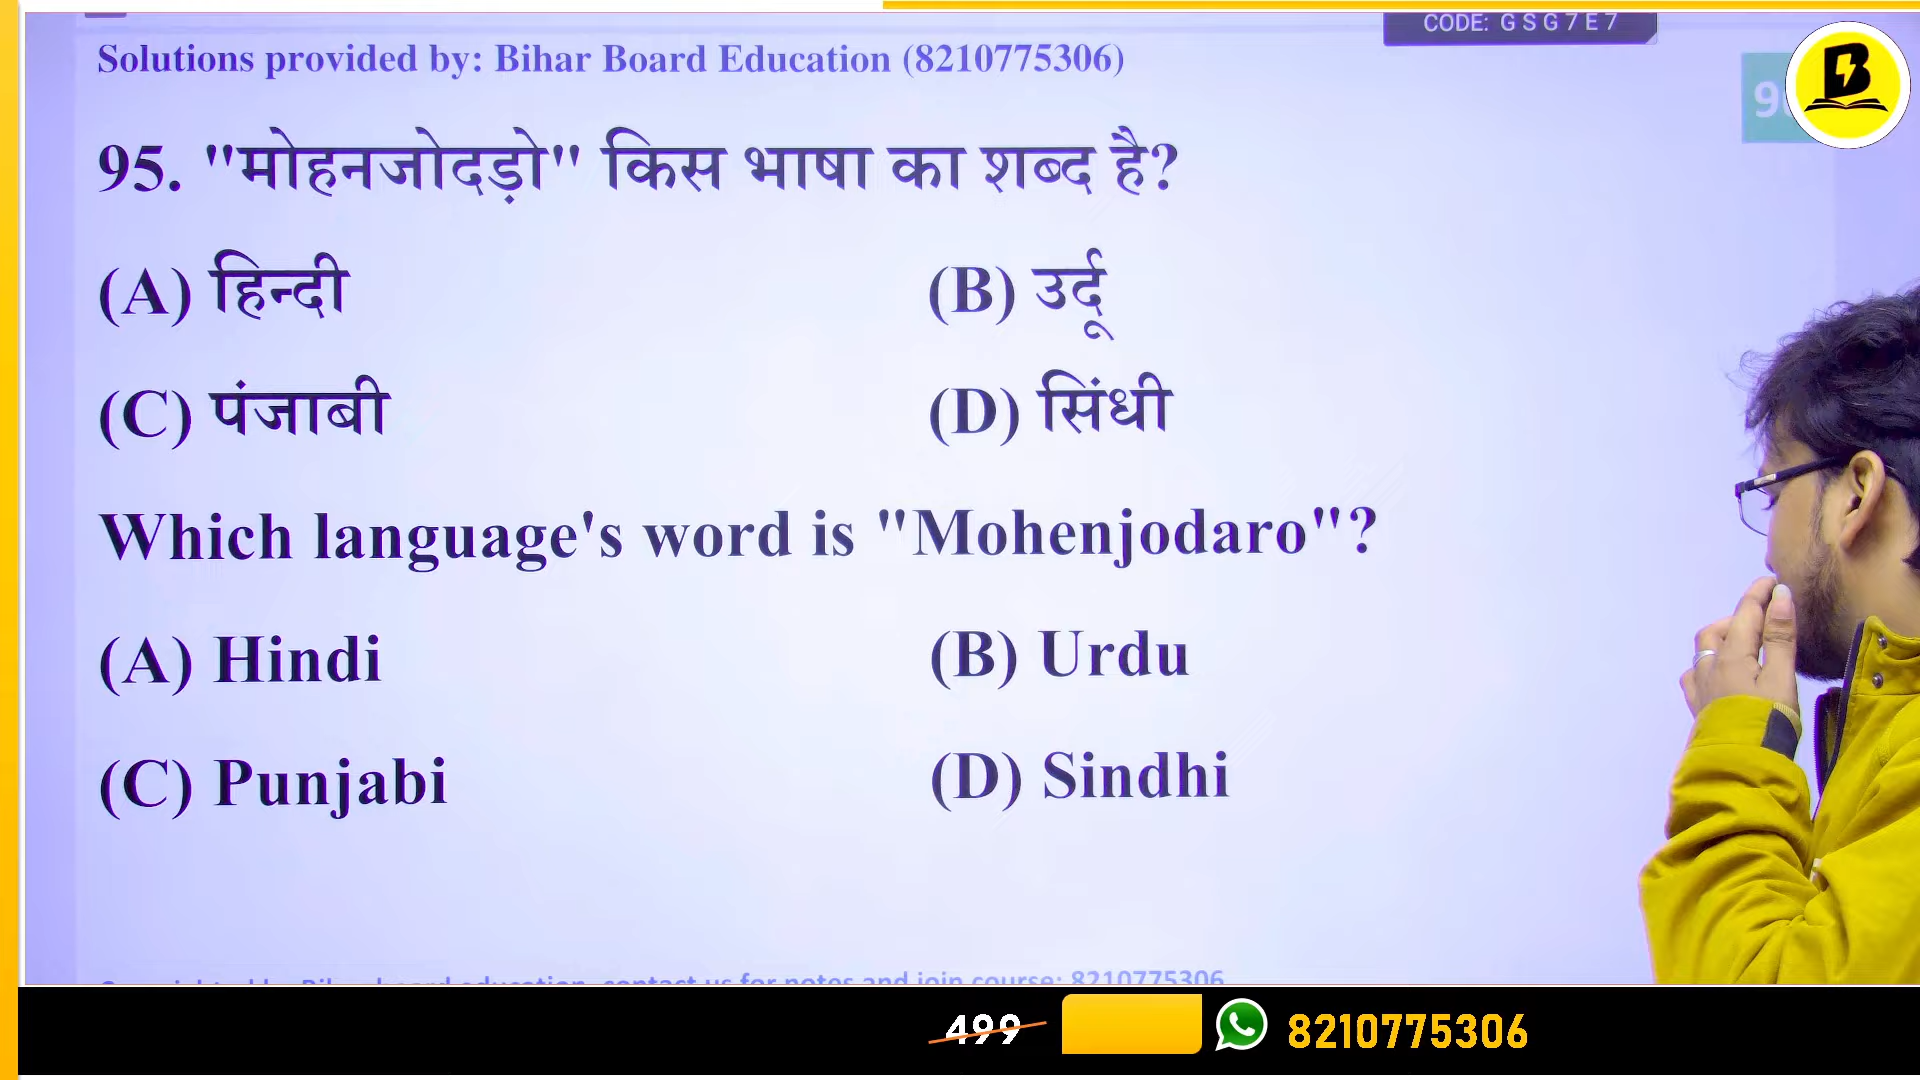 CODE: G S G 7 E 7
Solutions provided by: Bihar Board Education (8210775306)
95. "मोहनजोदड़ो" किस भाषा का शब्द है?
(A) हिन्दी (B) उर्दू
(C) पंजाबी (D) सिंधी
Which language's word is "Mohenjodaro"?
(A) Hindi (B) Urdu
(C) Punjabi (D) Sindhi
contact us for notes and join course: 8210775306
499 8210775306